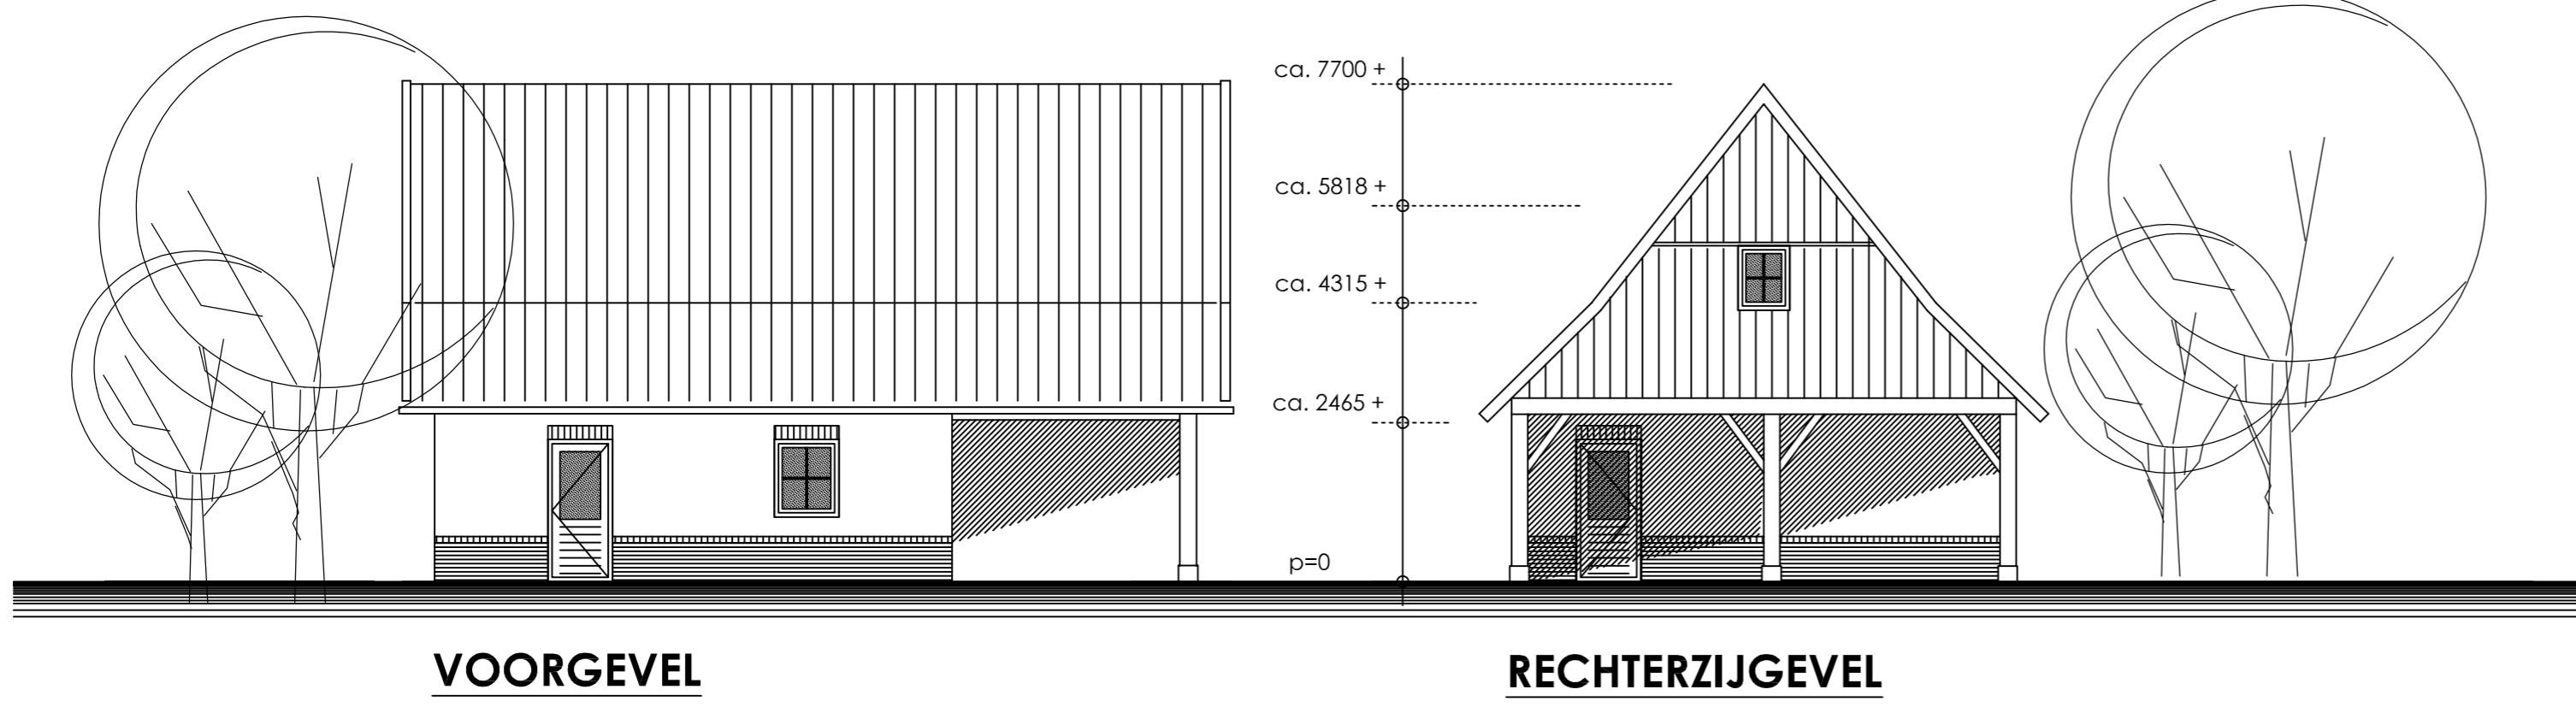 ca. 7700 +
ca. 5818 +
ca. 4315 +
ca. 2465 +
p=0
VOORGEVEL
RECHTERZIJGEVEL